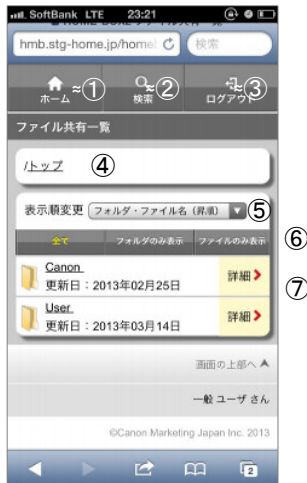 SoftBank LTE 23:21
hmb.stg-home.jp/home 検索
ホーム ① 検索 ② ログアウト ③
ファイル共有一覧
/トップ ④
表示順変更 フォルダ・ファイル名（昇順） ⑤
全て フォルダのみ表示 ファイルのみ表示 ⑥
Canon
更新日：2013年02月25日 詳細 ⑦
User
更新日：2013年03月14日 詳細
画面の上部へ
一般 ユーザ さん
©Canon Marketing Japan Inc. 2013
2